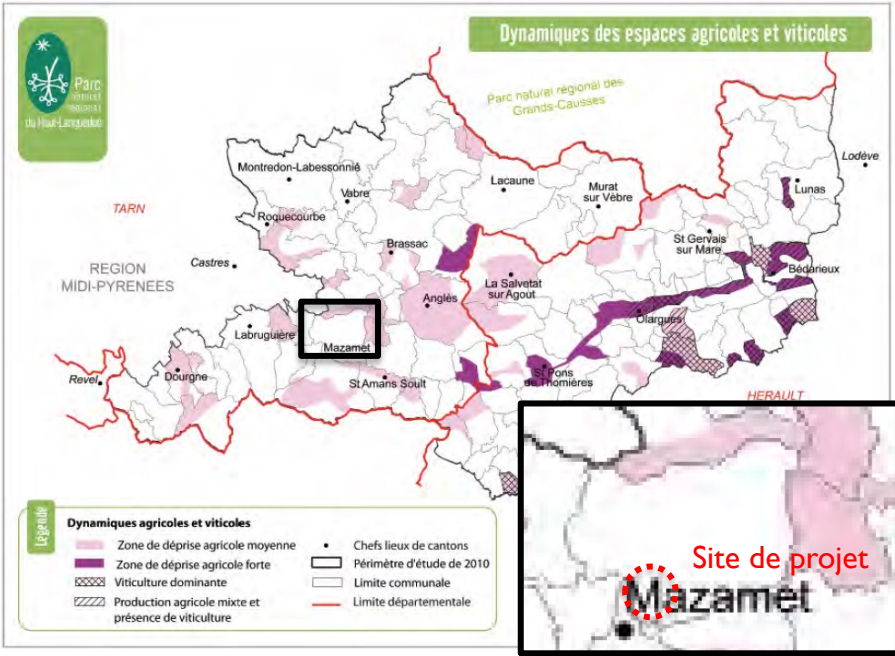 Dynamiques des espaces agricoles et viticoles
Parc
naturel
régional
du Haut-Languedoc
Parc naturel régional des
Grands-Causses
Montredon-Labessonnié
Vabre
Lacaune
Murat
sur Vèbre
Lodève
Lunas
TARN
Roquecourbe
Brassac
St Gervais
sur Mare
Castres
REGION
MIDI-PYRENEES
Bédarieux
La Salvetat
sur Agout
Anglés
Olargues
Labruguière
Mazamet
Revel
Dourgne
St Amans Soult
St Pons
de Thomières
HERAULT
Légende
Dynamiques agricoles et viticoles
Zone de déprise agricole moyenne
Zone de déprise agricole forte
Viticulture dominante
Production agricole mixte et
présence de viticulture
Chefs lieux de cantons
Périmètre d'étude de 2010
Limite communale
Limite départementale
Site de projet
Mazamet